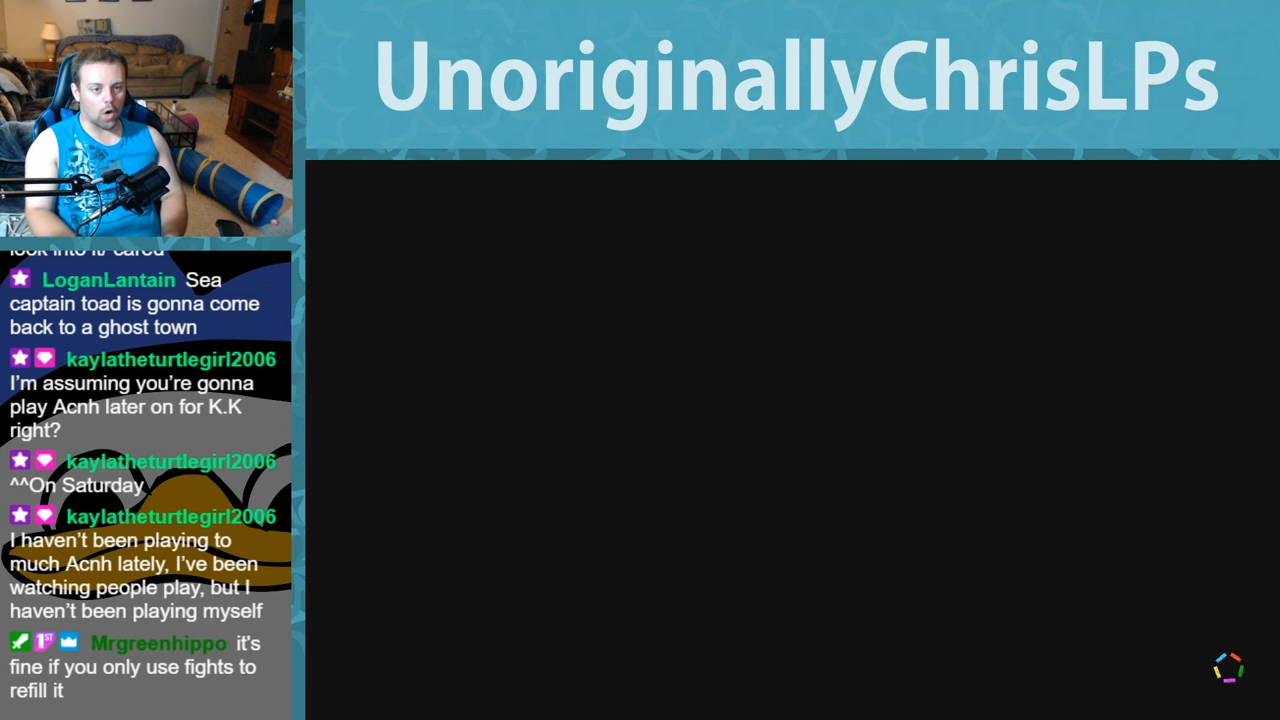 UnoriginallyChrisLPs
LoganLantain Sea
captain toad is gonna come
back to a ghost town
kaylatheturtlegirl2006
I'm assuming you're gonna
play Acnh later on for K.K
right?
kaylatheturtlegirl2006
^^On Saturday
kaylatheturtlegirl2006
I haven't been playing to
much Acnh lately, I've been
watching people play, but I
haven't been playing myself
1ST Mrgreenhippo it's
fine if you only use fights to
refill it